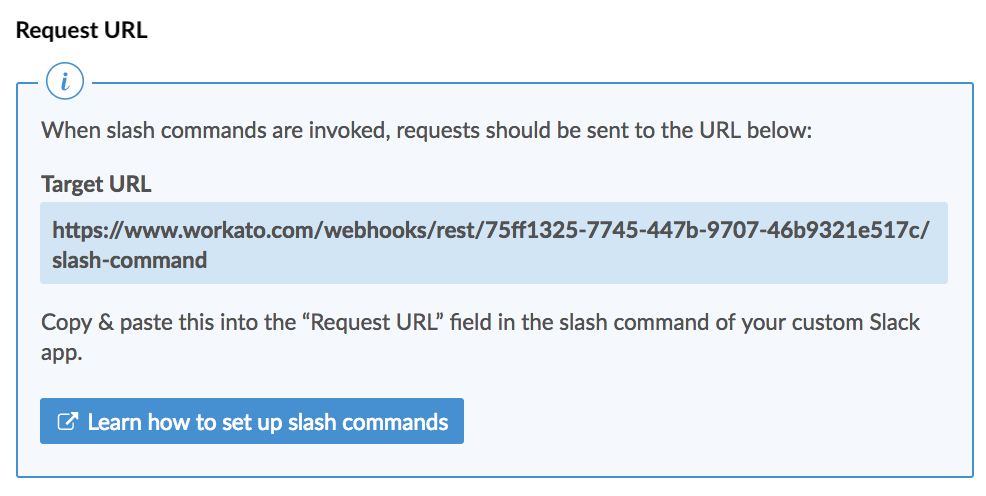 Request URL
i
When slash commands are invoked, requests should be sent to the URL below:
Target URL
https://www.workato.com/webhooks/rest/75ff1325-7745-447b-9707-46b9321e517c/
slash-command
Copy & paste this into the “Request URL” field in the slash command of your custom Slack
app.
Learn how to set up slash commands